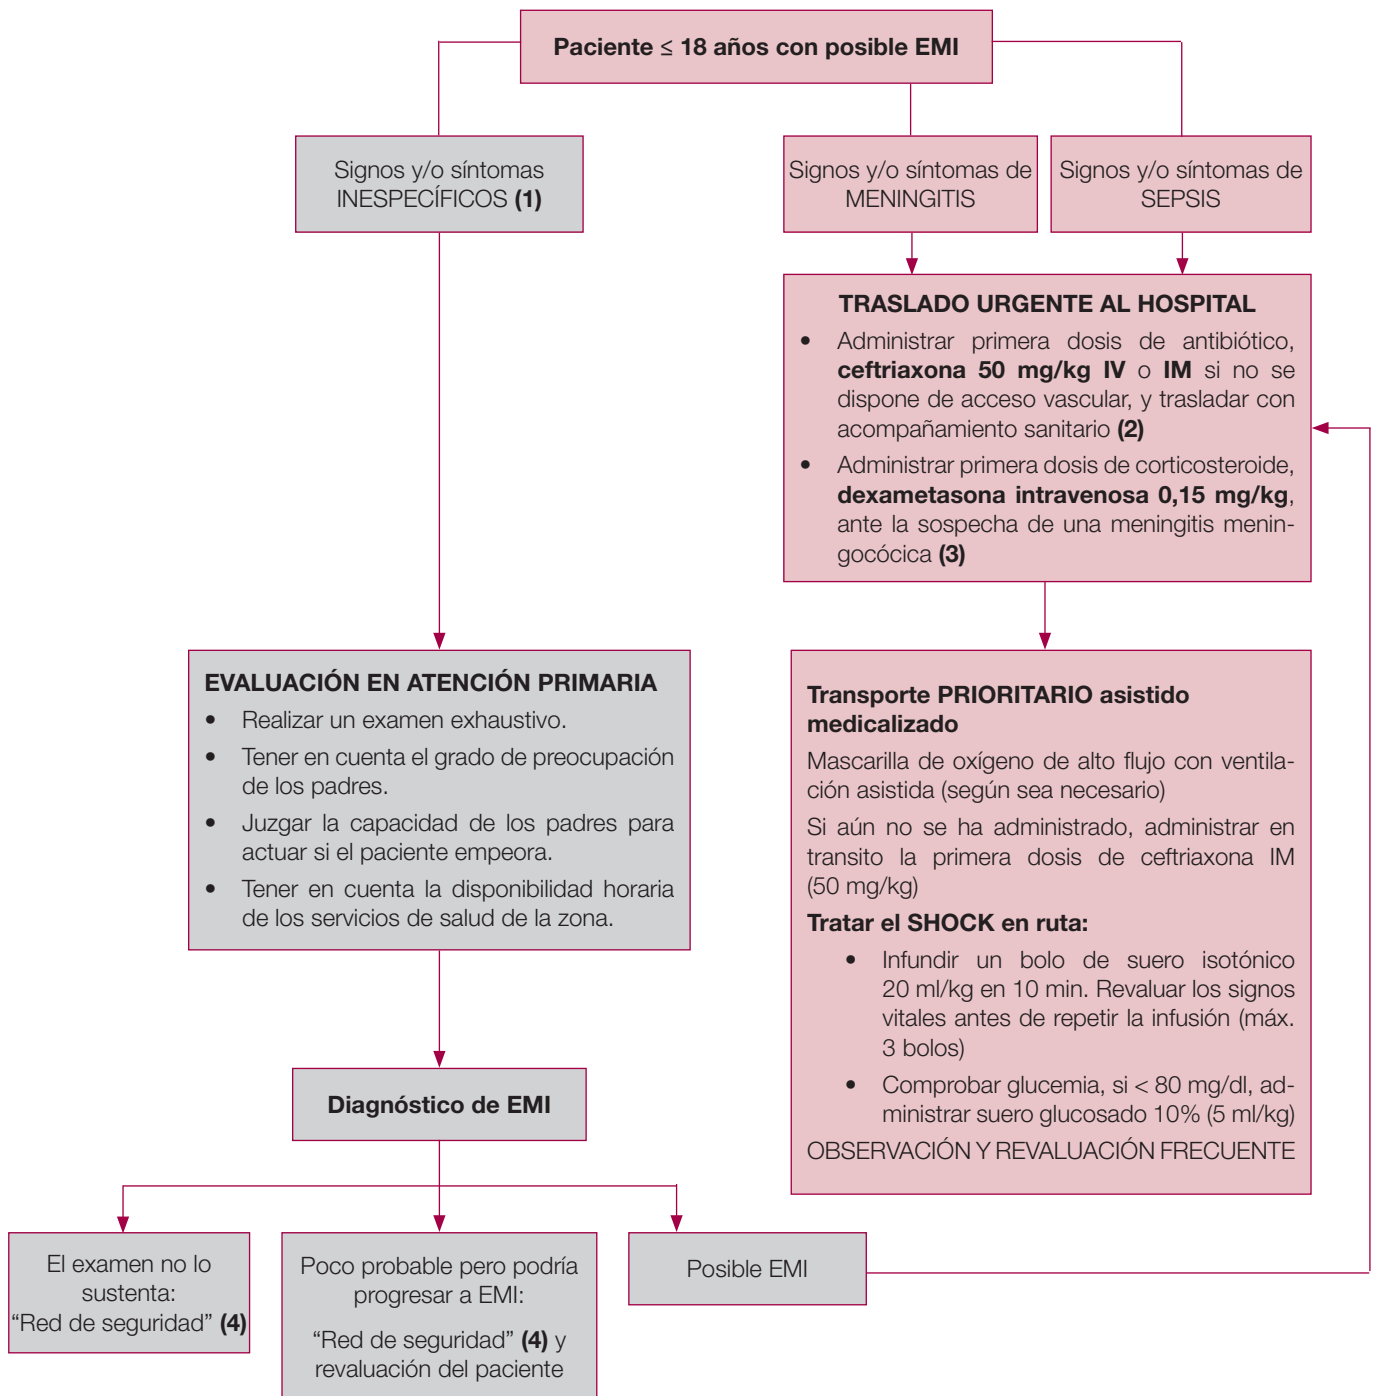 Paciente ≤ 18 años con posible EMI
Signos y/o síntomas
INESPECÍFICOS (1)
Signos y/o síntomas de
MENINGITIS
Signos y/o síntomas de
SEPSIS
TRASLADO URGENTE AL HOSPITAL
• Administrar primera dosis de antibiótico,
ceftriaxona 50 mg/kg IV o IM si no se
dispone de acceso vascular, y trasladar con
acompañamiento sanitario (2)
• Administrar primera dosis de corticosteroide,
dexametasona intravenosa 0,15 mg/kg,
ante la sospecha de una meningitis menin-
gocócica (3)
EVALUACIÓN EN ATENCIÓN PRIMARIA
• Realizar un examen exhaustivo.
• Tener en cuenta el grado de preocupación
de los padres.
• Juzgar la capacidad de los padres para
actuar si el paciente empeora.
• Tener en cuenta la disponibilidad horaria
de los servicios de salud de la zona.
Transporte PRIORITARIO asistido
medicalizado
Mascarilla de oxígeno de alto flujo con ventila-
ción asistida (según sea necesario)
Si aún no se ha administrado, administrar en
transito la primera dosis de ceftriaxona IM
(50 mg/kg)
Tratar el SHOCK en ruta:
• Infundir un bolo de suero isotónico
20 ml/kg en 10 min. Revaluar los signos
vitales antes de repetir la infusión (máx.
3 bolos)
• Comprobar glucemia, si < 80 mg/dl, ad-
ministrar suero glucosado 10% (5 ml/kg)
OBSERVACIÓN Y REVALUACIÓN FRECUENTE
Diagnóstico de EMI
El examen no lo
sustenta:
“Red de seguridad” (4)
Poco probable pero podría
progresar a EMI:
“Red de seguridad” (4) y
revaluación del paciente
Posible EMI